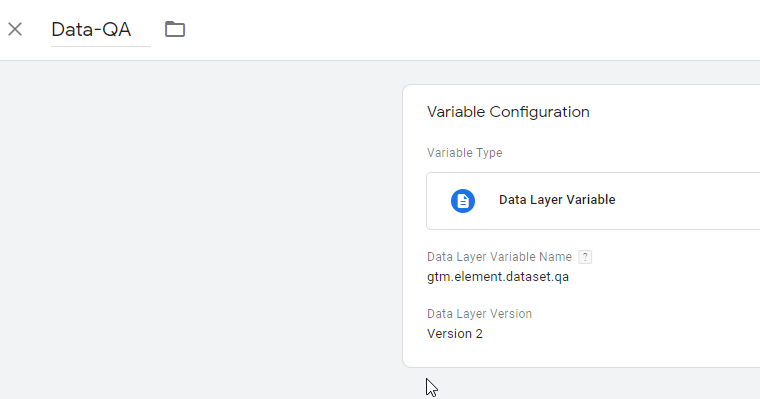 Data-QA
Variable Configuration
Variable Type
Data Layer Variable
Data Layer Variable Name ?
gtm.element.dataset.qa
Data Layer Version
Version 2